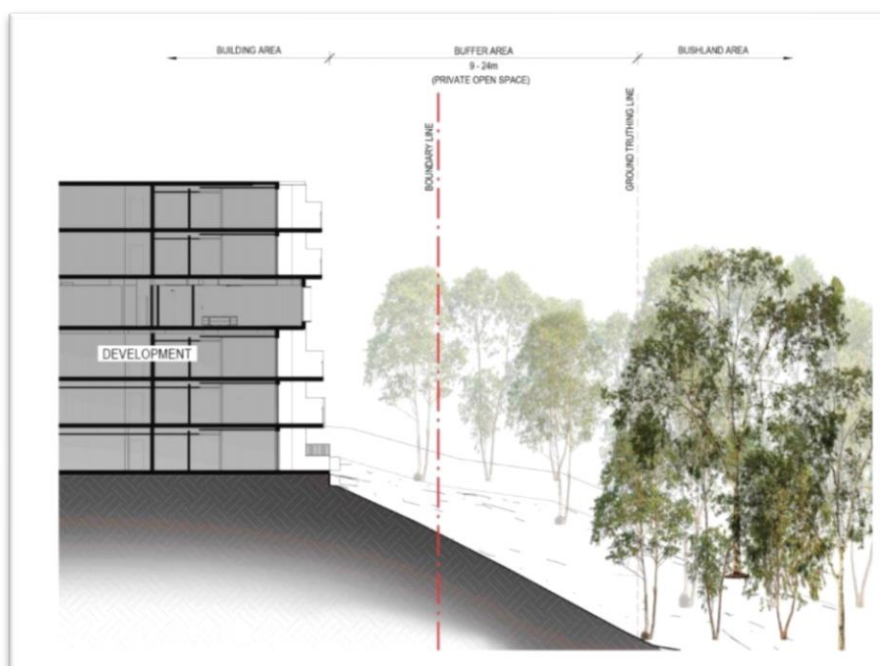 BUILDING AREA
BUFFER AREA
9 - 24m
(PRIVATE OPEN SPACE)
BUSHLAND AREA
BOUNDARY LINE
GROUND TRUTHING LINE
DEVELOPMENT